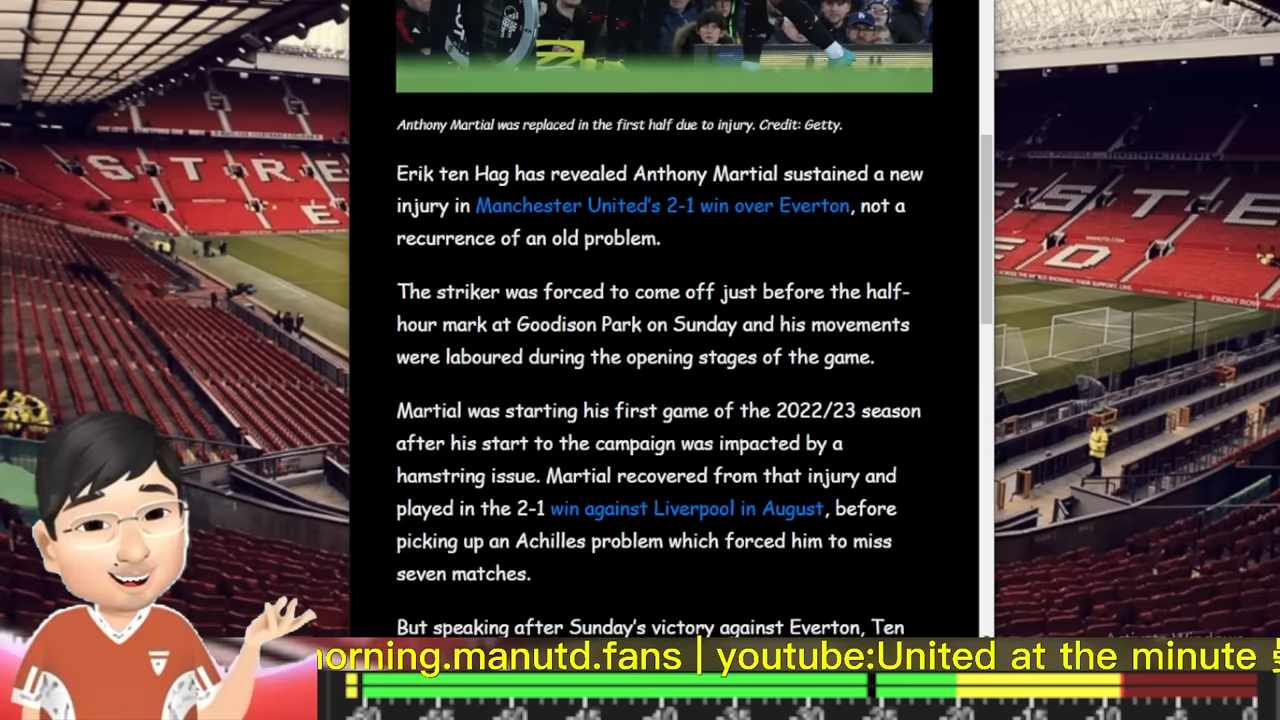 Anthony Martial was replaced in the first half due to injury. Credit: Getty.
Erik ten Hag has revealed Anthony Martial sustained a new
injury in Manchester United's 2-1 win over Everton, not a
recurrence of an old problem.
The striker was forced to come off just before the half-
hour mark at Goodison Park on Sunday and his movements
were laboured during the opening stages of the game.
Martial was starting his first game of the 2022/23 season
after his start to the campaign was impacted by a
hamstring issue. Martial recovered from that injury and
played in the 2-1 win against Liverpool in August, before
picking up an Achilles problem which forced him to miss
seven matches.
But speaking after Sunday's victory against Everton, Ten
orning.manutd.fans | youtube:United at the minute
STRE
E
ESTE
ED